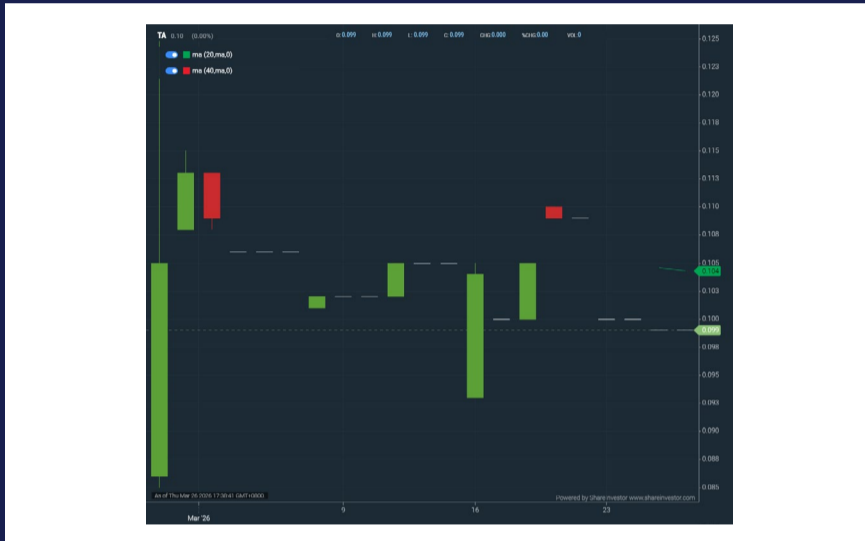 TA 0.10 (0.00%) O: 0.099 H: 0.099 L: 0.099 C: 0.099 CHG: 0.000 %CHG: 0.00 VOL: 0
ma (20,ma,0)
ma (40,ma,0)
0.125
0.123
0.120
0.118
0.115
0.113
0.110
0.108
0.105
0.104
0.103
0.100
0.099
0.098
0.095
0.093
0.090
0.088
0.085
As of Thu Mar 26 2026 17:38:41 GMT+0800
Powered by ShareInvestor www.shareinvestor.com
9 16 23
Mar '26